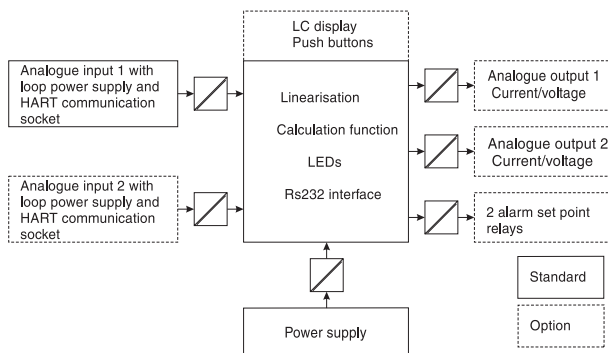 LC display
Push buttons
Analogue input 1 with
loop power supply and
HART communication
socket
Linearisation
Calculation function
LEDs
Rs232 interface
Analogue output 1
Current/voltage
Analogue output 2
Current/voltage
Analogue input 2 with
loop power supply and
HART communication
socket
2 alarm set point
relays
Power supply
Standard
Option